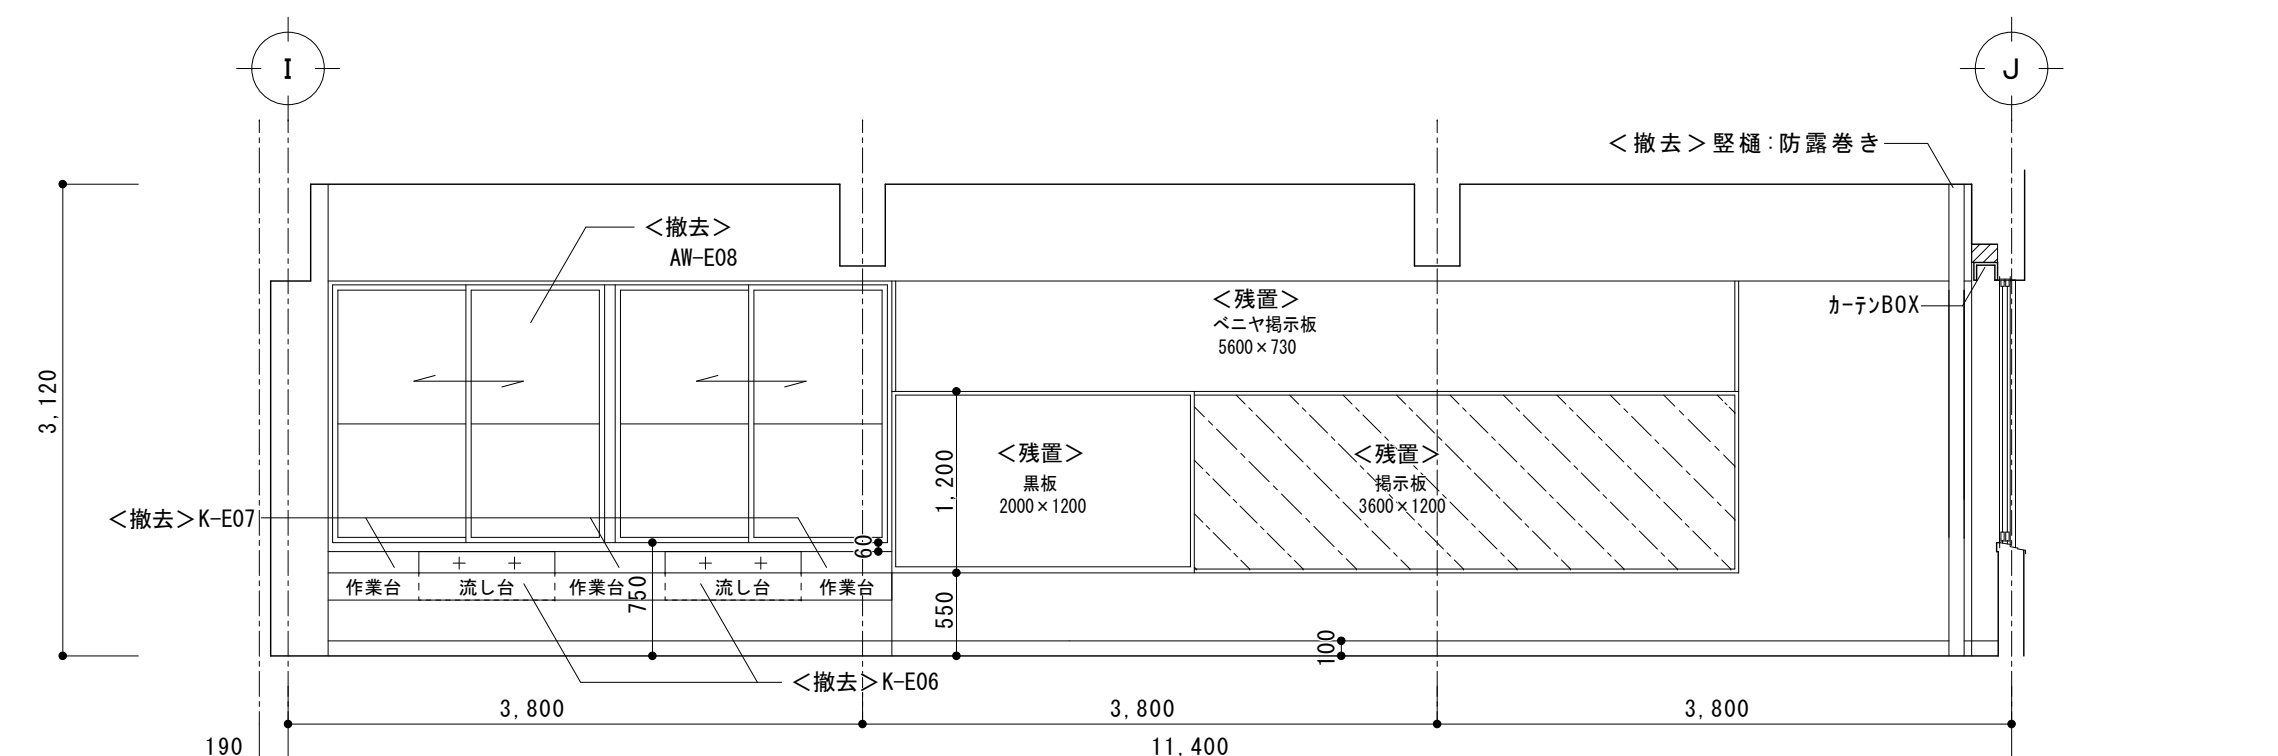 I
J
＜撤去＞竪樋:防露巻き
＜撤去＞
AW-E08
＜残置＞
ベニヤ掲示板
5600×730
ｶｰﾃﾝBOX
3,120
＜残置＞
黒板
2000×1200
＜残置＞
掲示板
3600×1200
1,200
＜撤去＞K-E07
60
作業台
流し台
作業台
流し台
作業台
750
550
100
＜撤去＞K-E06
3,800
3,800
3,800
190
11,400